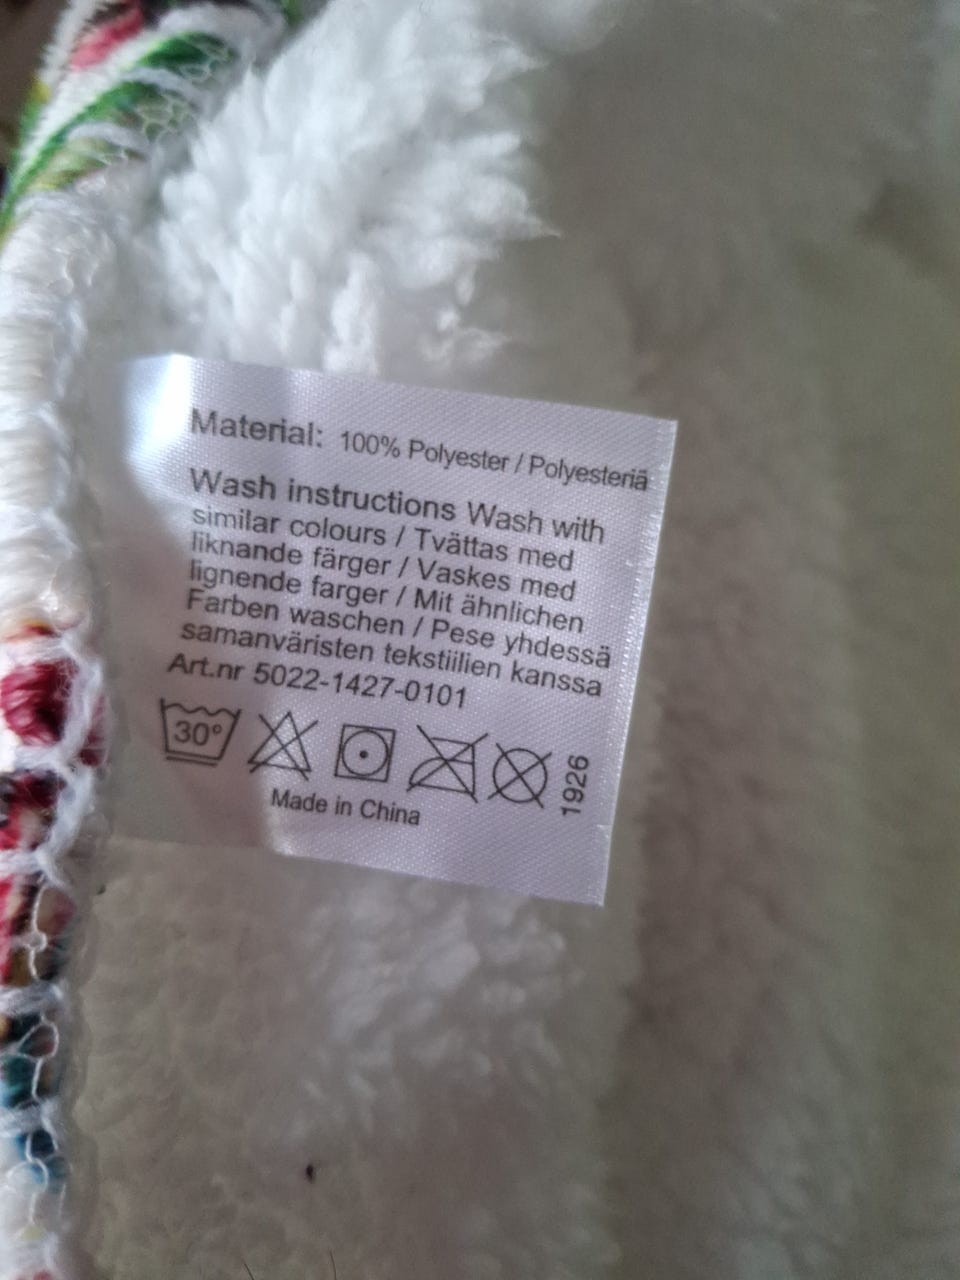 Material: 100% Polyester / Polyesteriä
Wash instructions Wash with
similar colours / Tvättas med
liknande färger / Vaskes med
lignende farger / Mit ähnlichen
Farben waschen / Pese yhdessä
samanväristen tekstiilien kanssa
Art.nr 5022-1427-0101
30°
1926
Made in China